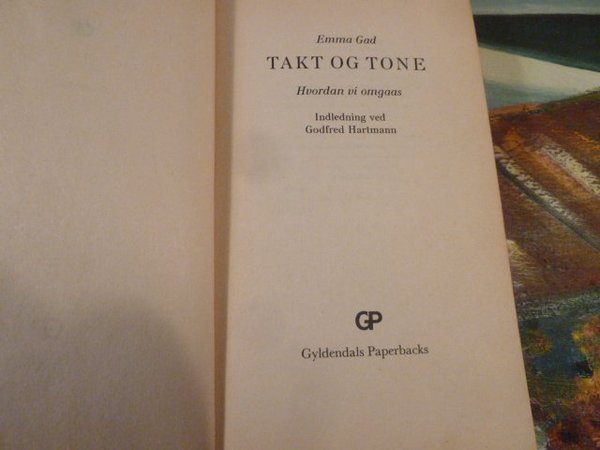 Emma Gad
TAKT OG TONE
Hvordan vi omgaas
Indledning ved
Godfred Hartmann
GP
Gyldendals Paperbacks